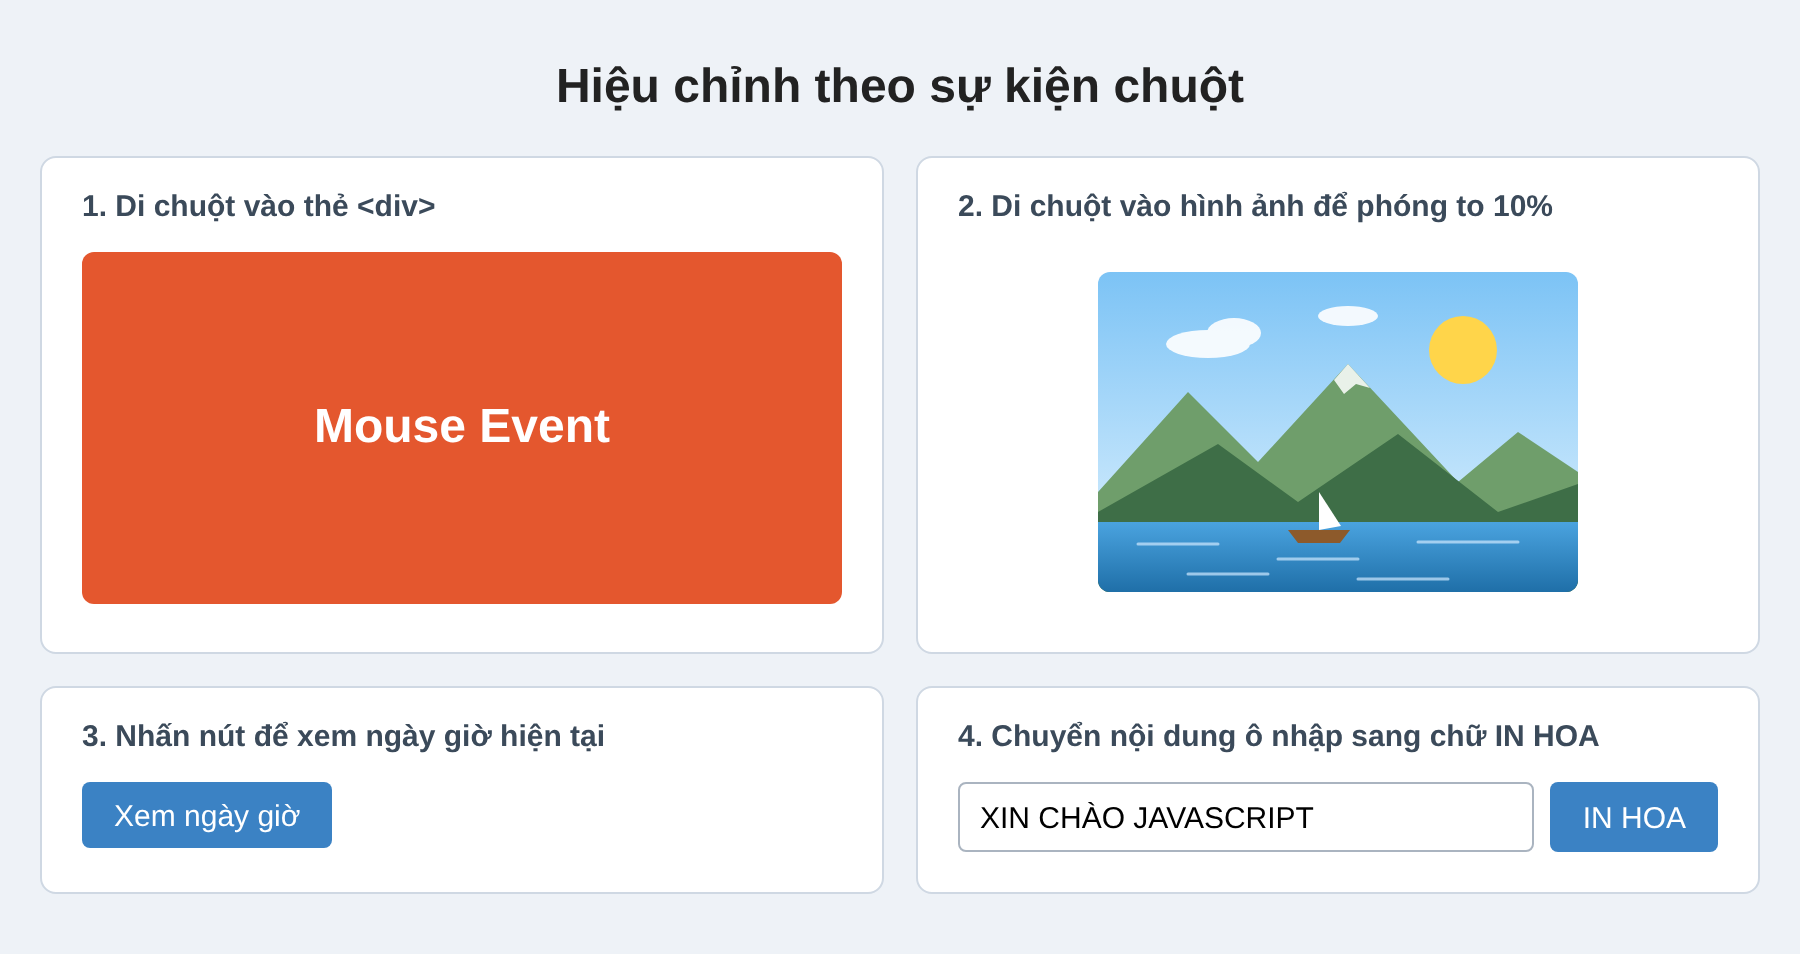 Hiệu chỉnh theo sự kiện chuột
1. Di chuột vào thẻ <div>
Mouse Event
2. Di chuột vào hình ảnh để phóng to 10%
3. Nhấn nút để xem ngày giờ hiện tại
Xem ngày giờ
4. Chuyển nội dung ô nhập sang chữ IN HOA
XIN CHÀO JAVASCRIPT
IN HOA